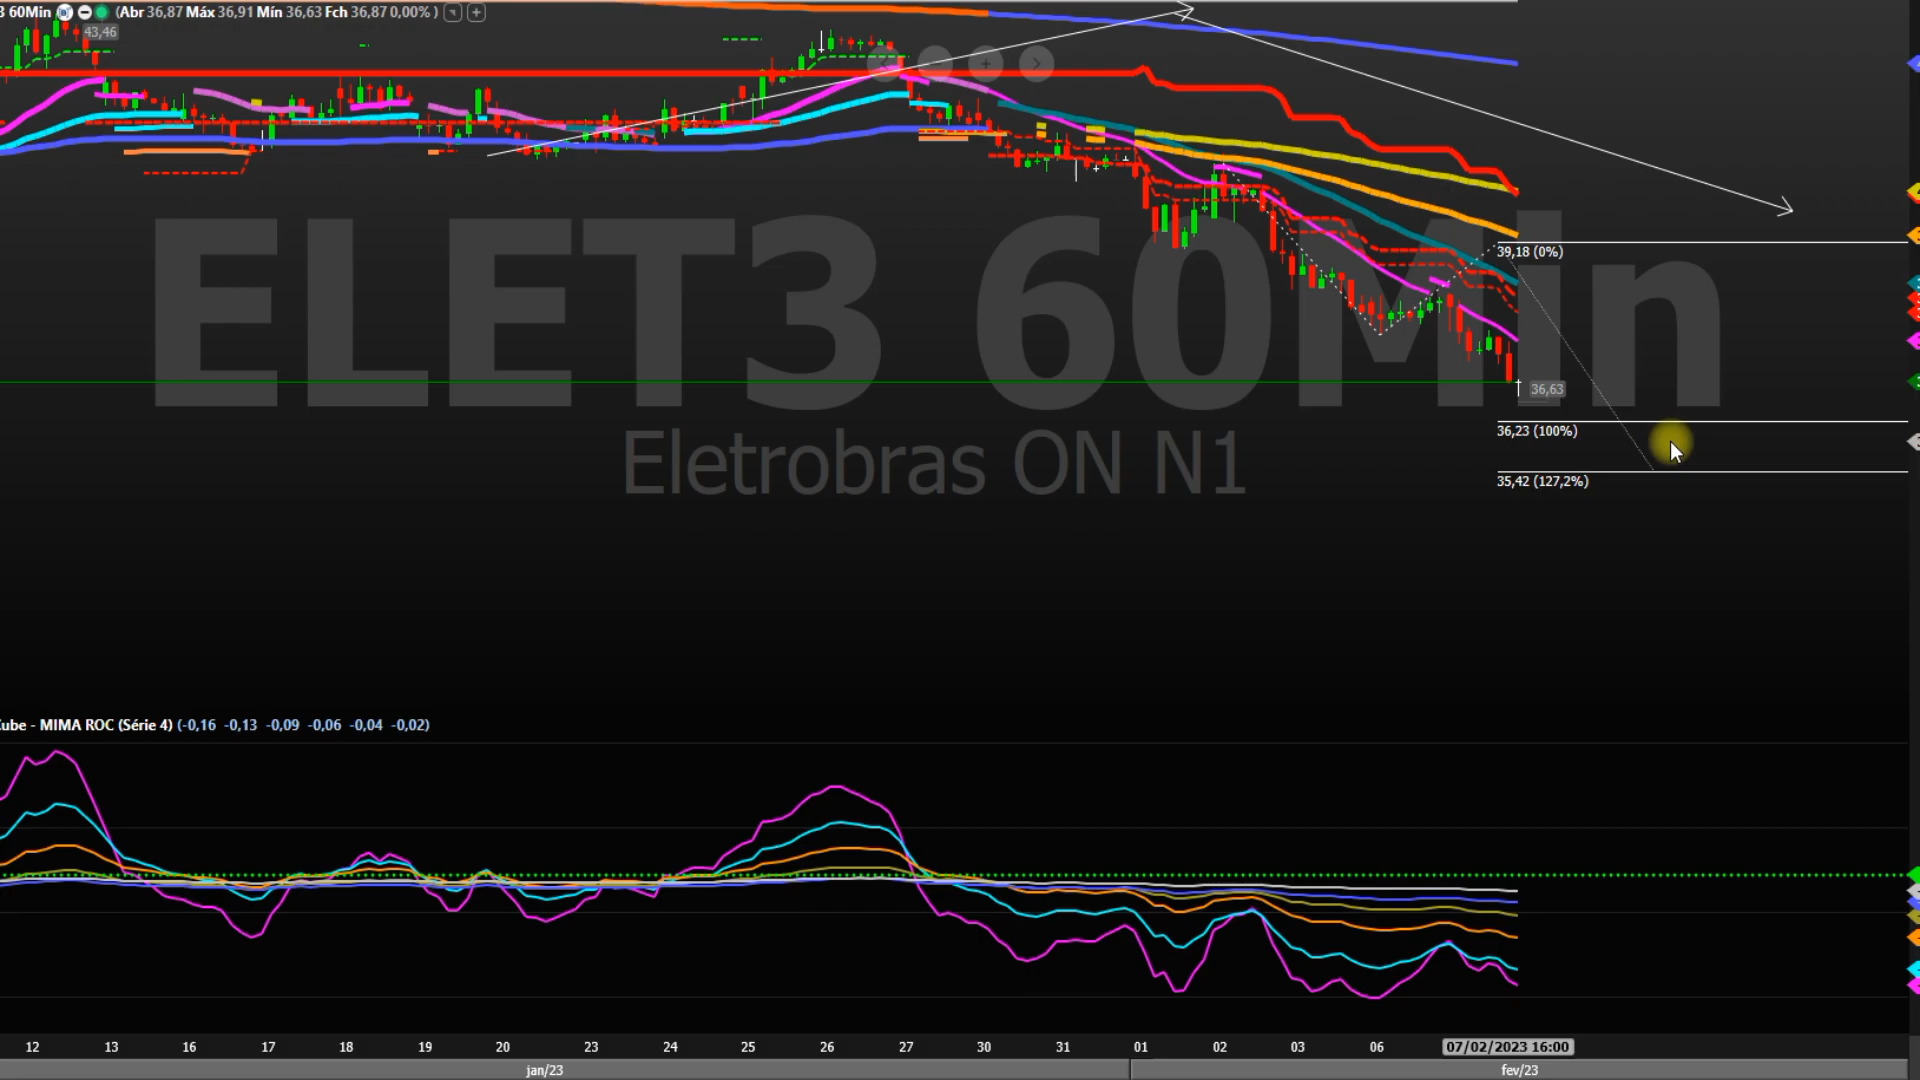 3 60Min (Abr 36,87 Máx 36,91 Mín 36,63 Fch 36,87 0,00% )
43,46
ELET3 60Min
Eletrobras ON N1
39,18 (0%)
36,63
36,23 (100%)
35,42 (127,2%)
Cube - MIMA ROC (Série 4) (-0,16 -0,13 -0,09 -0,06 -0,04 -0,02)
12 13 16 17 18 19 20 23 24 25 26 27 30 31 01 02 03 06 07/02/2023 16:00
jan/23 fev/23